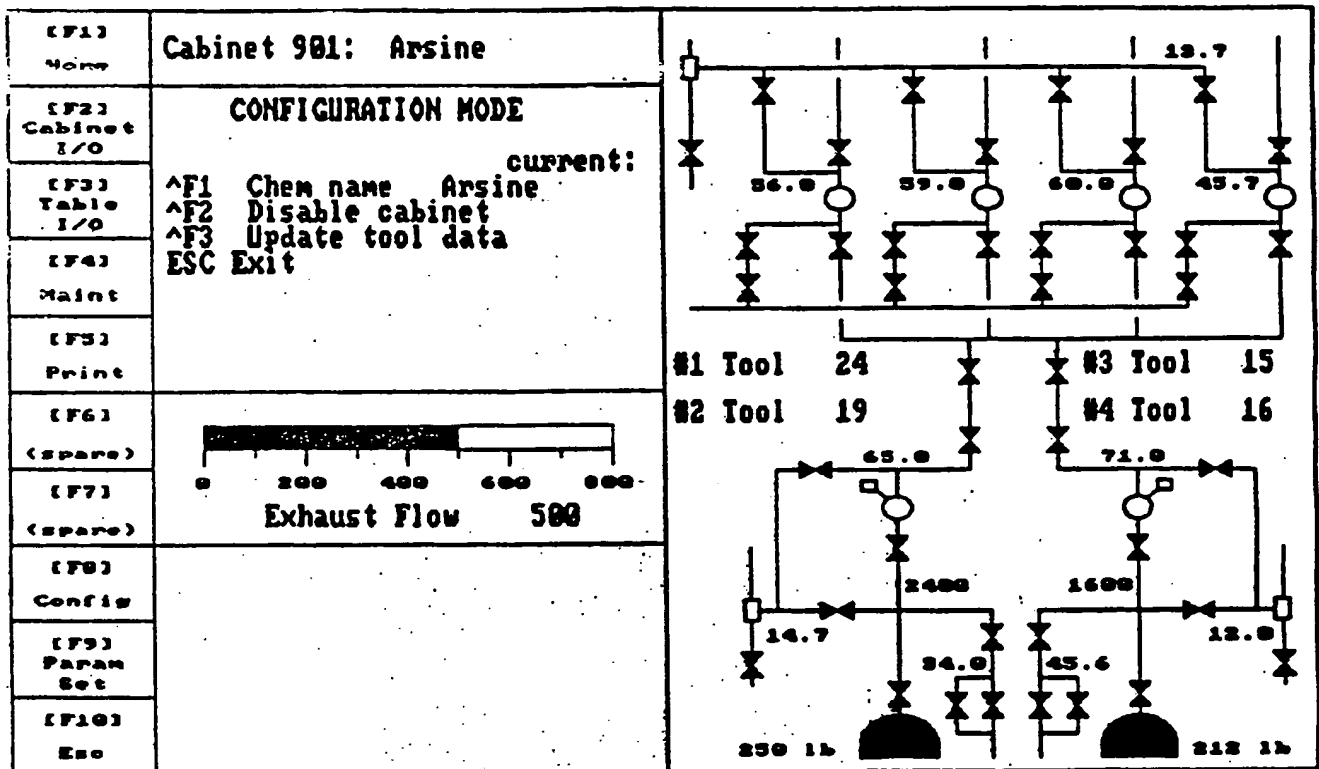 [F1]
Home
[F2]
Cabinet
I/O
[F3]
Table
I/O
[F4]
Maint
[F5]
Print
[F6]
(spare)
[F7]
(spare)
[F8]
Config
[F9]
Param
Set
[F10]
Esc
Cabinet 901: Arsine
CONFIGURATION MODE
current:
^F1 Chem name Arsine
^F2 Disable cabinet
^F3 Update tool data
ESC Exit
0 200 400 600 800
Exhaust Flow 500
13.7
56.0 59.0 60.0 45.7
#1 Tool 24 #3 Tool 15
#2 Tool 19 #4 Tool 16
65.0 71.0
2400 1600
14.7 12.8
34.0 45.6
250 lb 212 lb